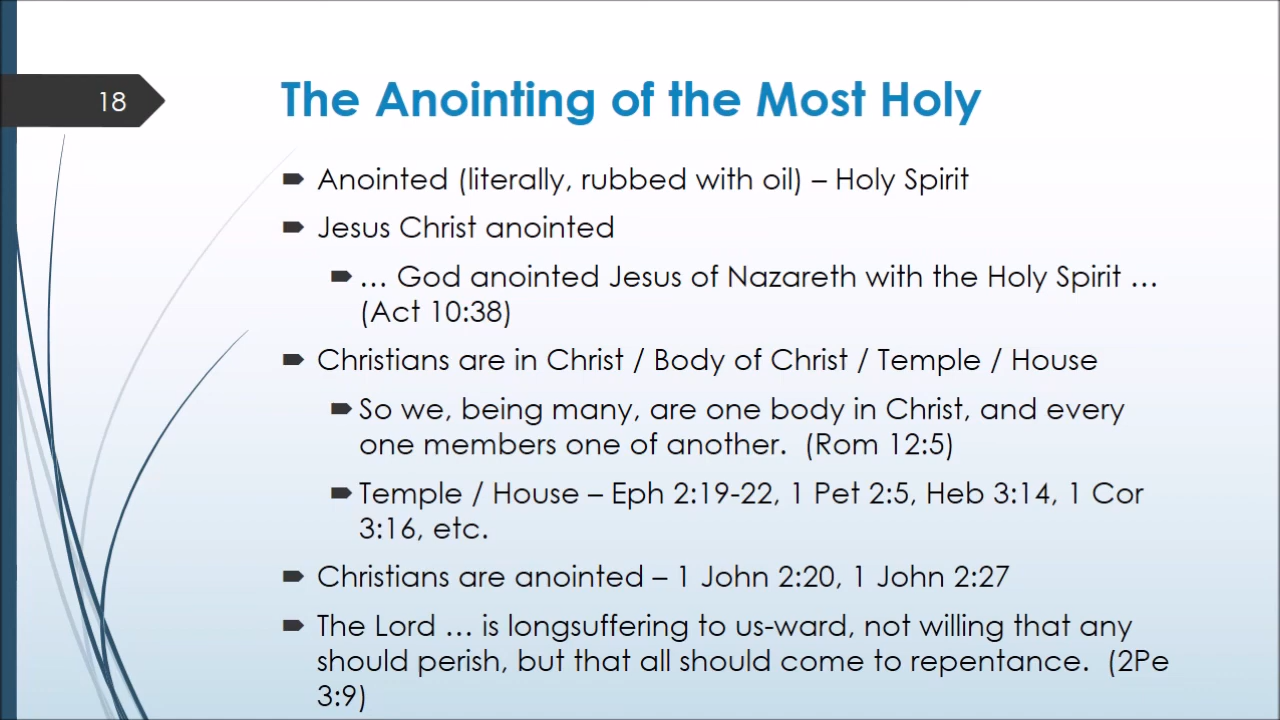 18
The Anointing of the Most Holy
Anointed (literally, rubbed with oil) – Holy Spirit
Jesus Christ anointed
… God anointed Jesus of Nazareth with the Holy Spirit …
(Act 10:38)
Christians are in Christ / Body of Christ / Temple / House
So we, being many, are one body in Christ, and every
one members one of another.  (Rom 12:5)
Temple / House – Eph 2:19-22, 1 Pet 2:5, Heb 3:14, 1 Cor
3:16, etc.
Christians are anointed – 1 John 2:20, 1 John 2:27
The Lord … is longsuffering to us-ward, not willing that any
should perish, but that all should come to repentance.  (2Pe
3:9)